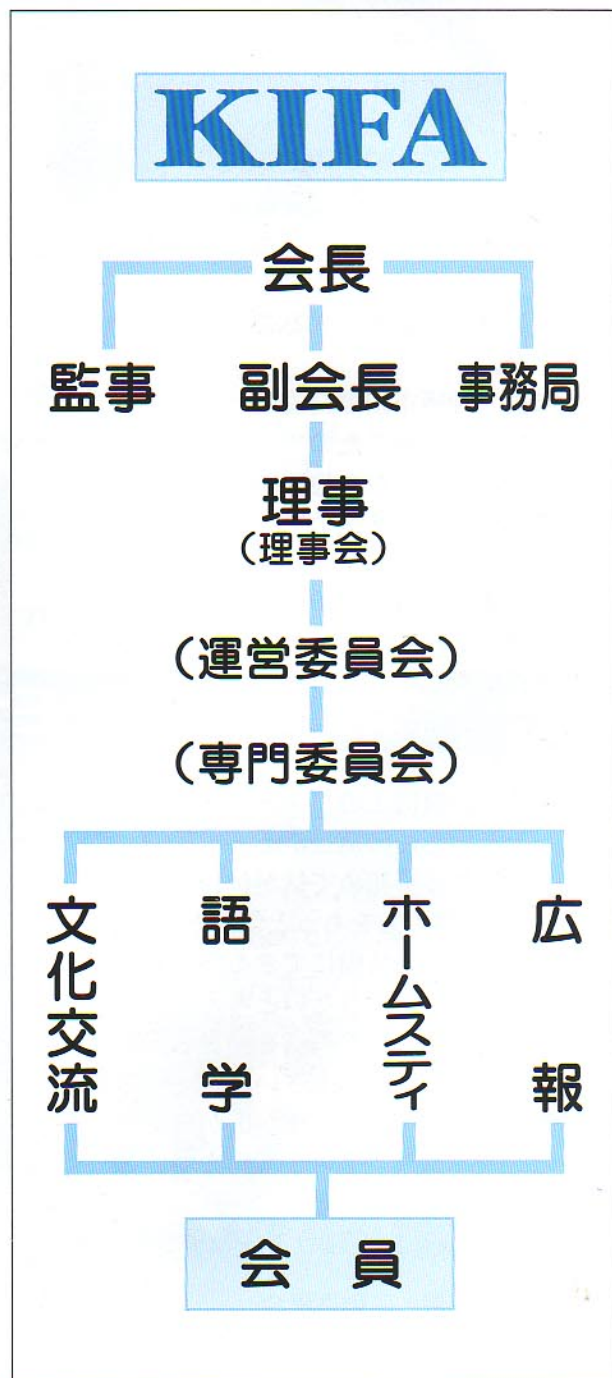 KIFA
会長
監事 副会長 事務局
理事
(理事会)
(運営委員会)
(専門委員会)
文化交流
語学
ホームスティ
広報
会員